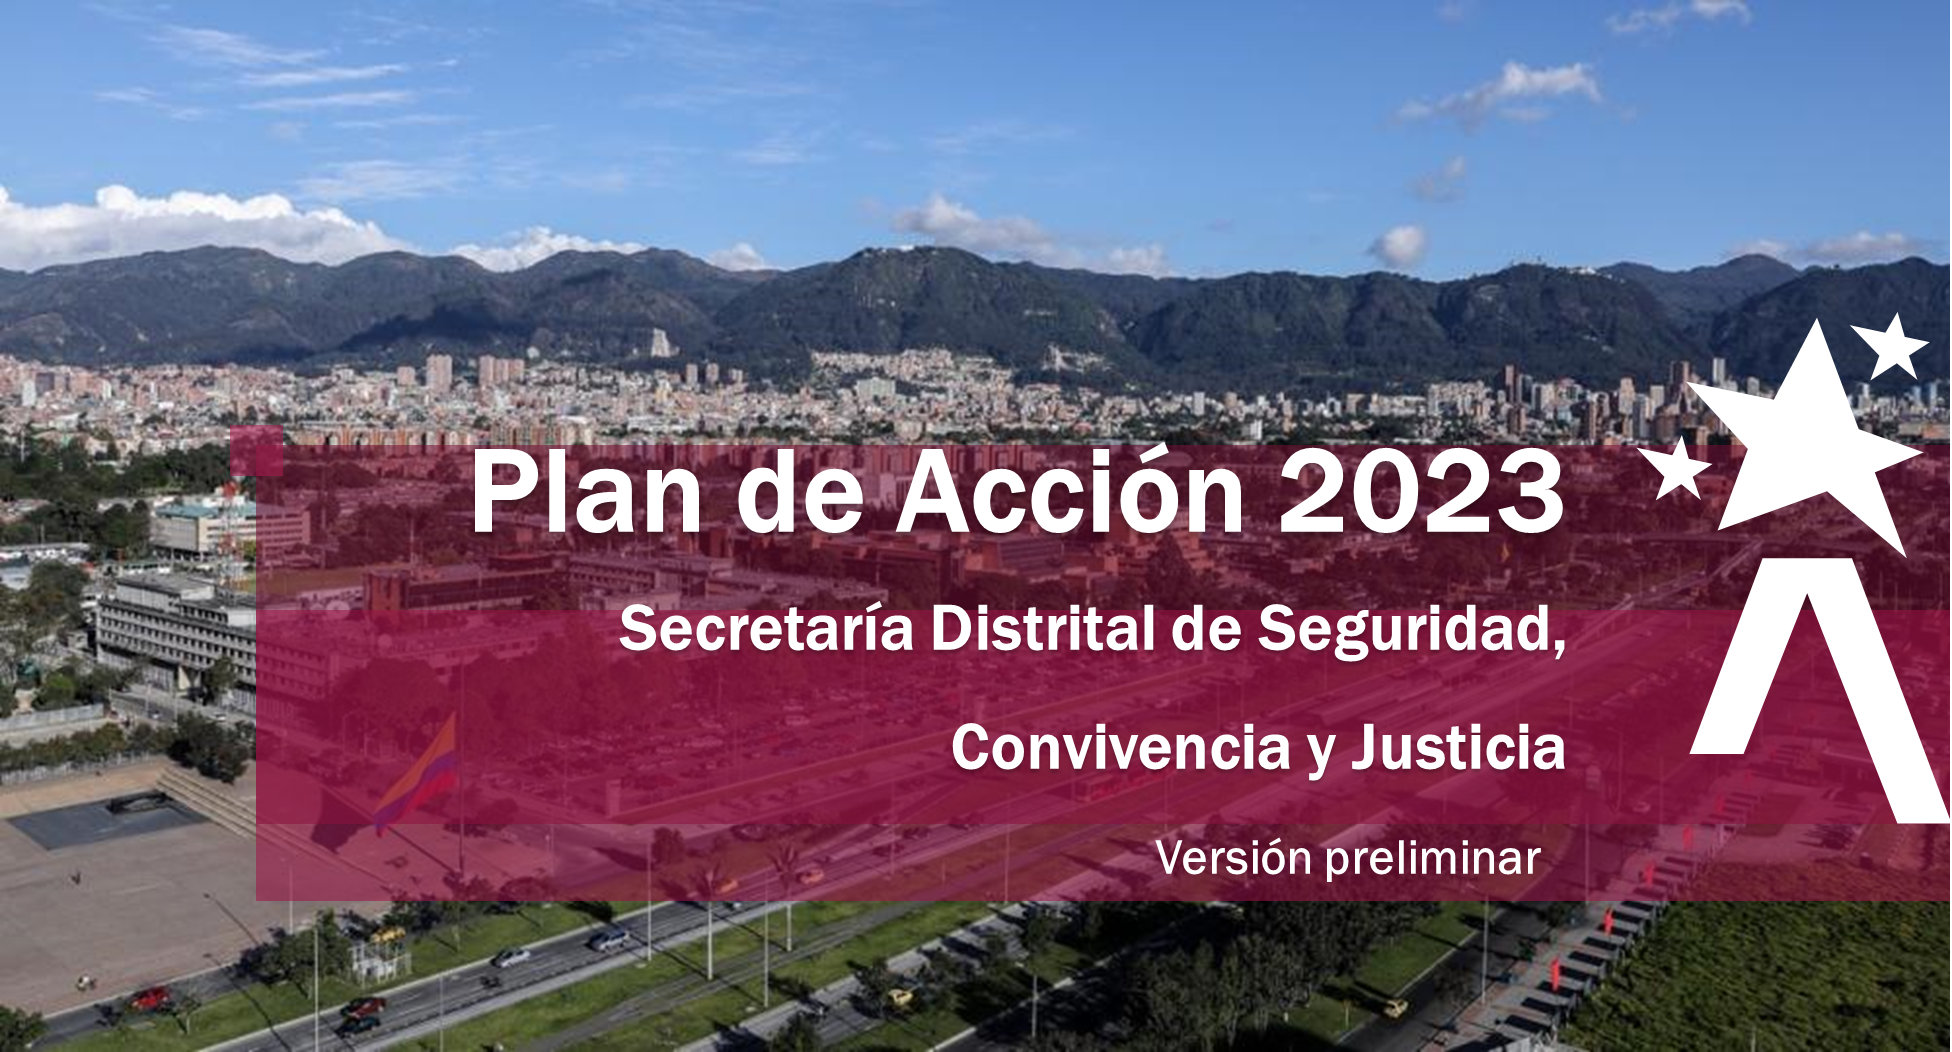 Plan de Acción 2023
Secretaría Distrital de Seguridad,
Convivencia y Justicia
Versión preliminar